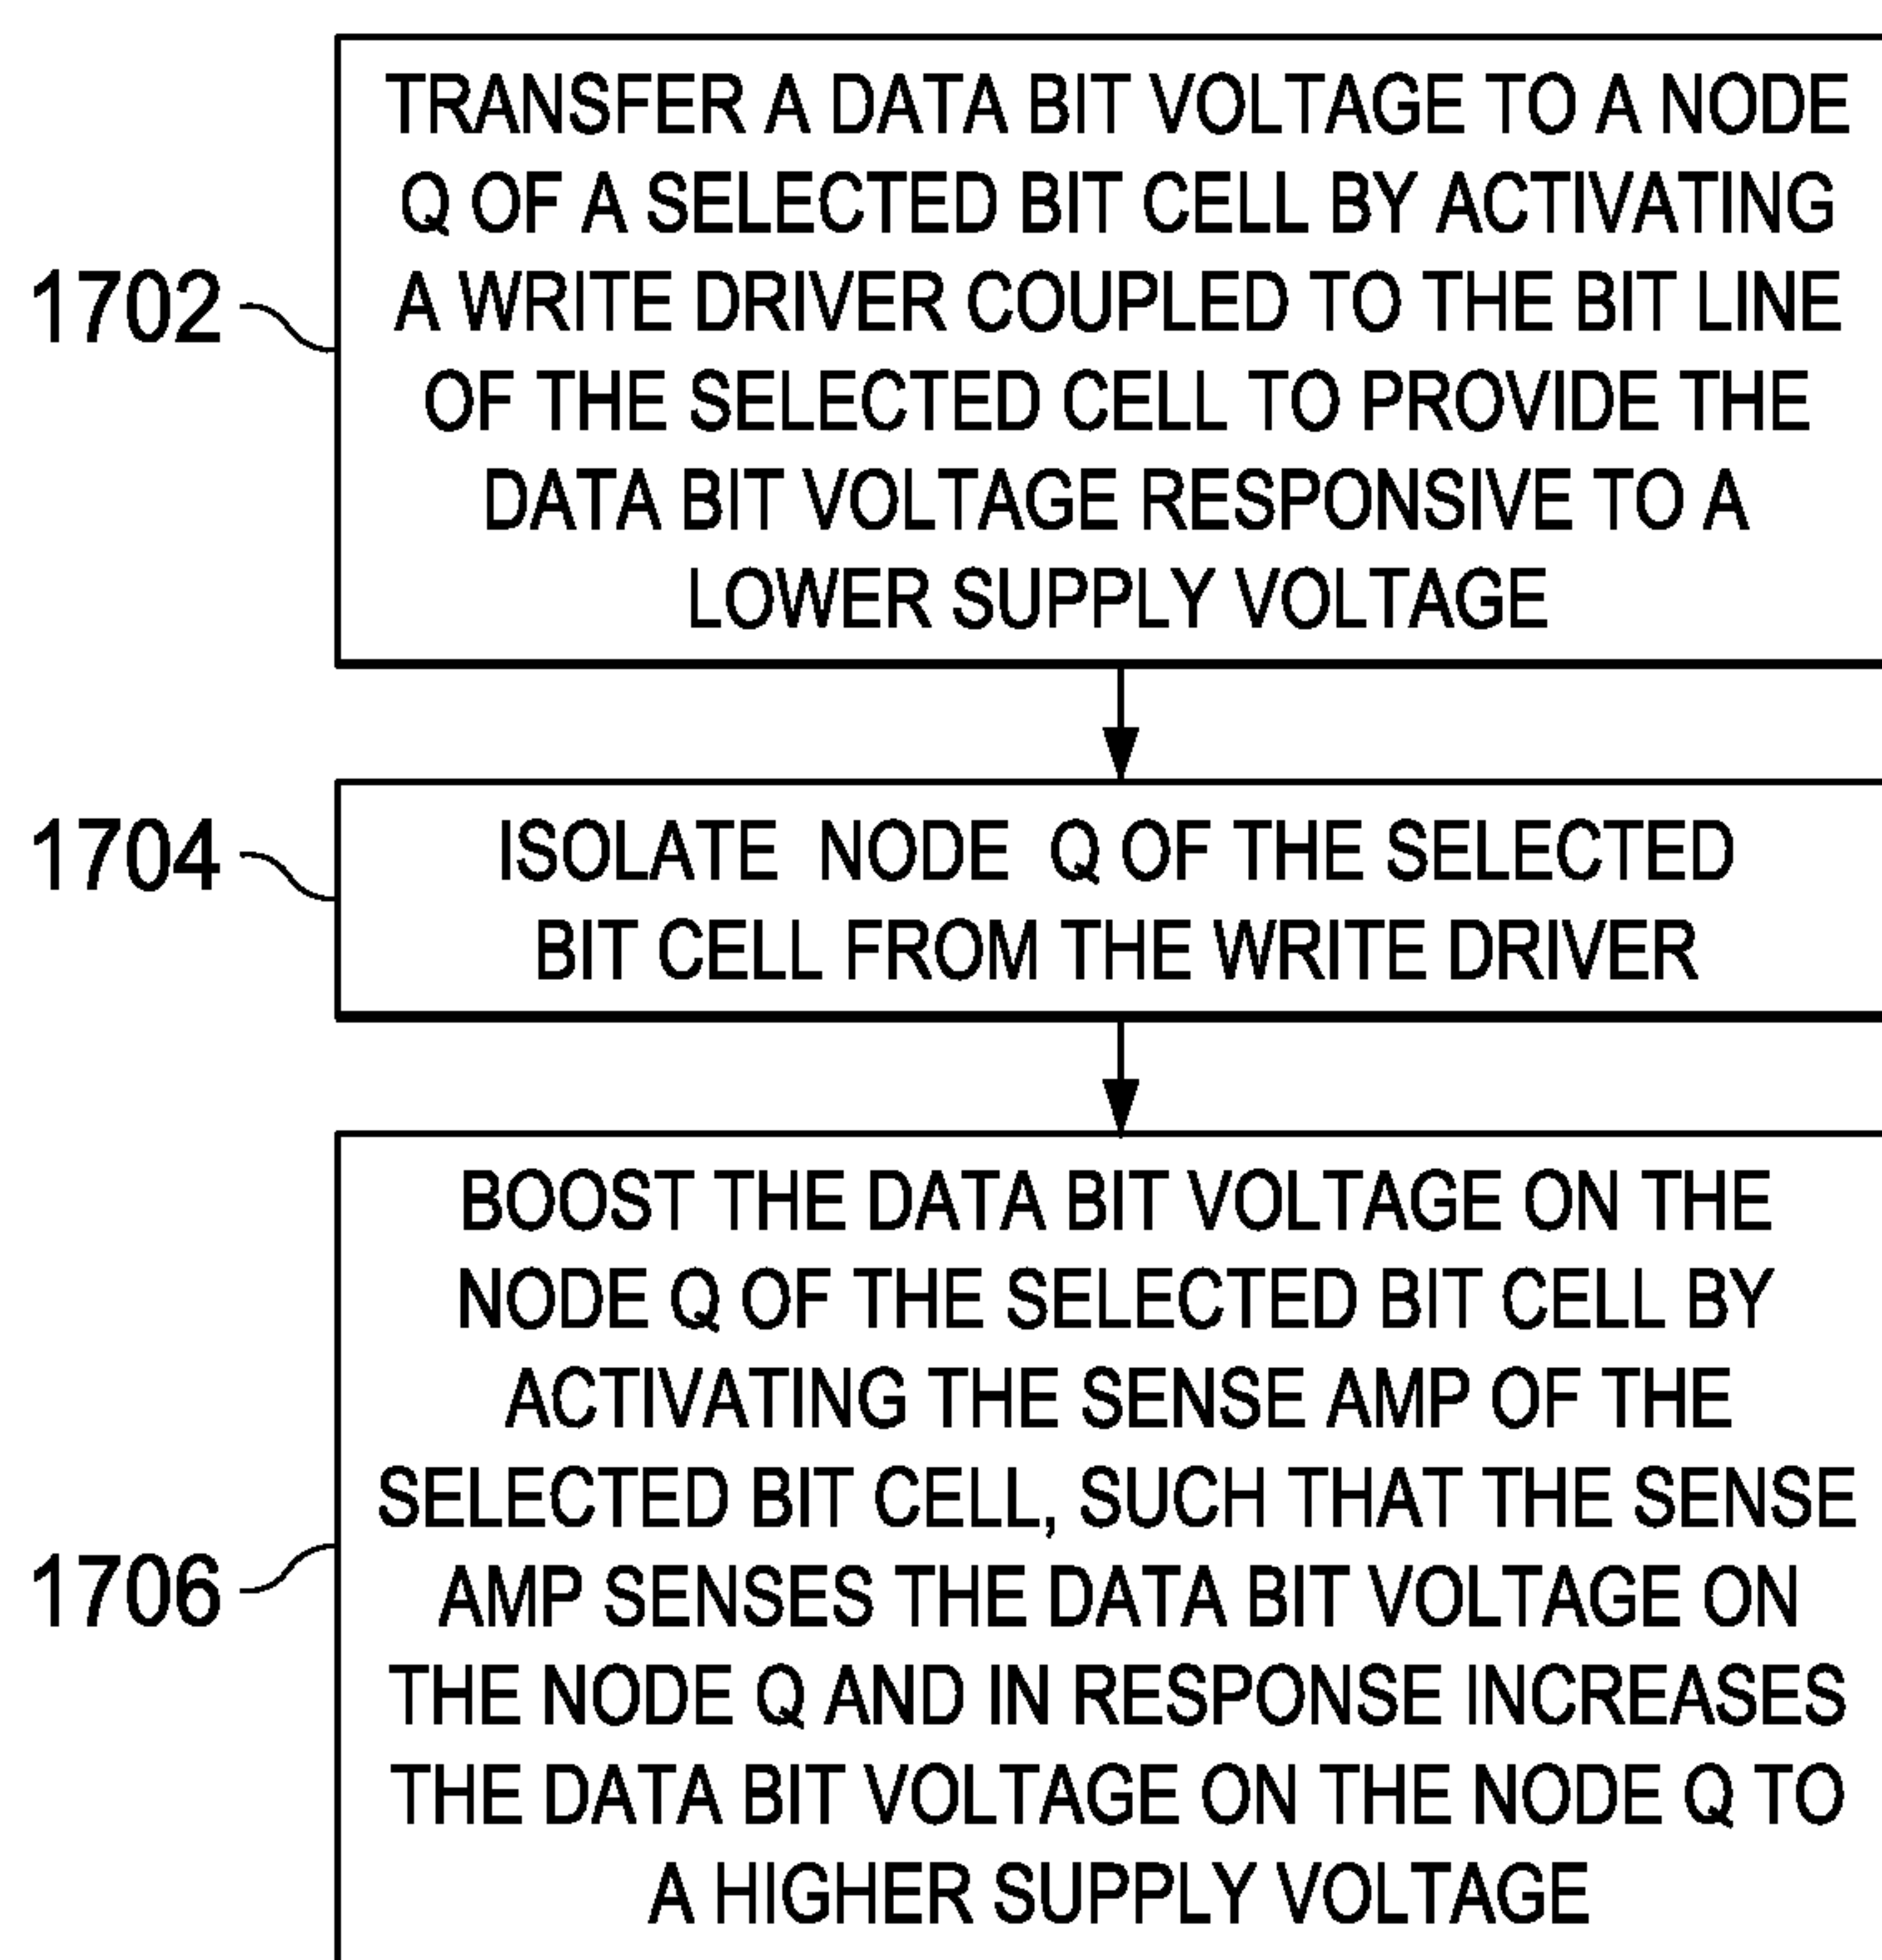 TRANSFER A DATA BIT VOLTAGE TO A NODE
Q OF A SELECTED BIT CELL BY ACTIVATING
1702
A WRITE DRIVER COUPLED TO THE BIT LINE
OF THE SELECTED CELL TO PROVIDE THE
DATA BIT VOLTAGE RESPONSIVE TO A
LOWER SUPPLY VOLTAGE
1704
ISOLATE NODE Q OF THE SELECTED
BIT CELL FROM THE WRITE DRIVER
BOOST THE DATA BIT VOLTAGE ON THE
NODE Q OF THE SELECTED BIT CELL BY
ACTIVATING THE SENSE AMP OF THE
SELECTED BIT CELL, SUCH THAT THE SENSE
1706
AMP SENSES THE DATA BIT VOLTAGE ON
THE NODE Q AND IN RESPONSE INCREASES
THE DATA BIT VOLTAGE ON THE NODE Q TO
A HIGHER SUPPLY VOLTAGE